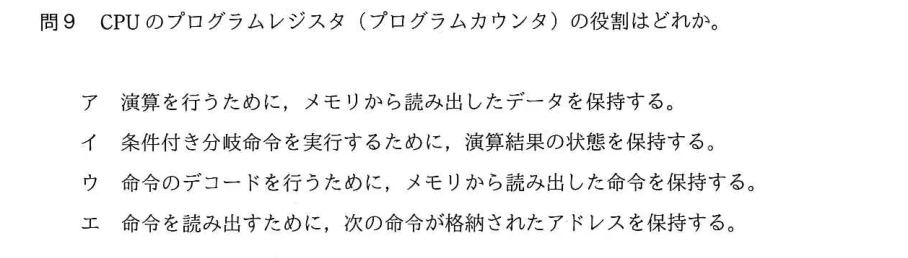 問9 CPUのプログラムレジスタ（プログラムカウンタ）の役割はどれか。
ア 演算を行うために，メモリから読み出したデータを保持する。
イ 条件付き分岐命令を実行するために，演算結果の状態を保持する。
ウ 命令のデコードを行うために，メモリから読み出した命令を保持する。
エ 命令を読み出すために，次の命令が格納されたアドレスを保持する。